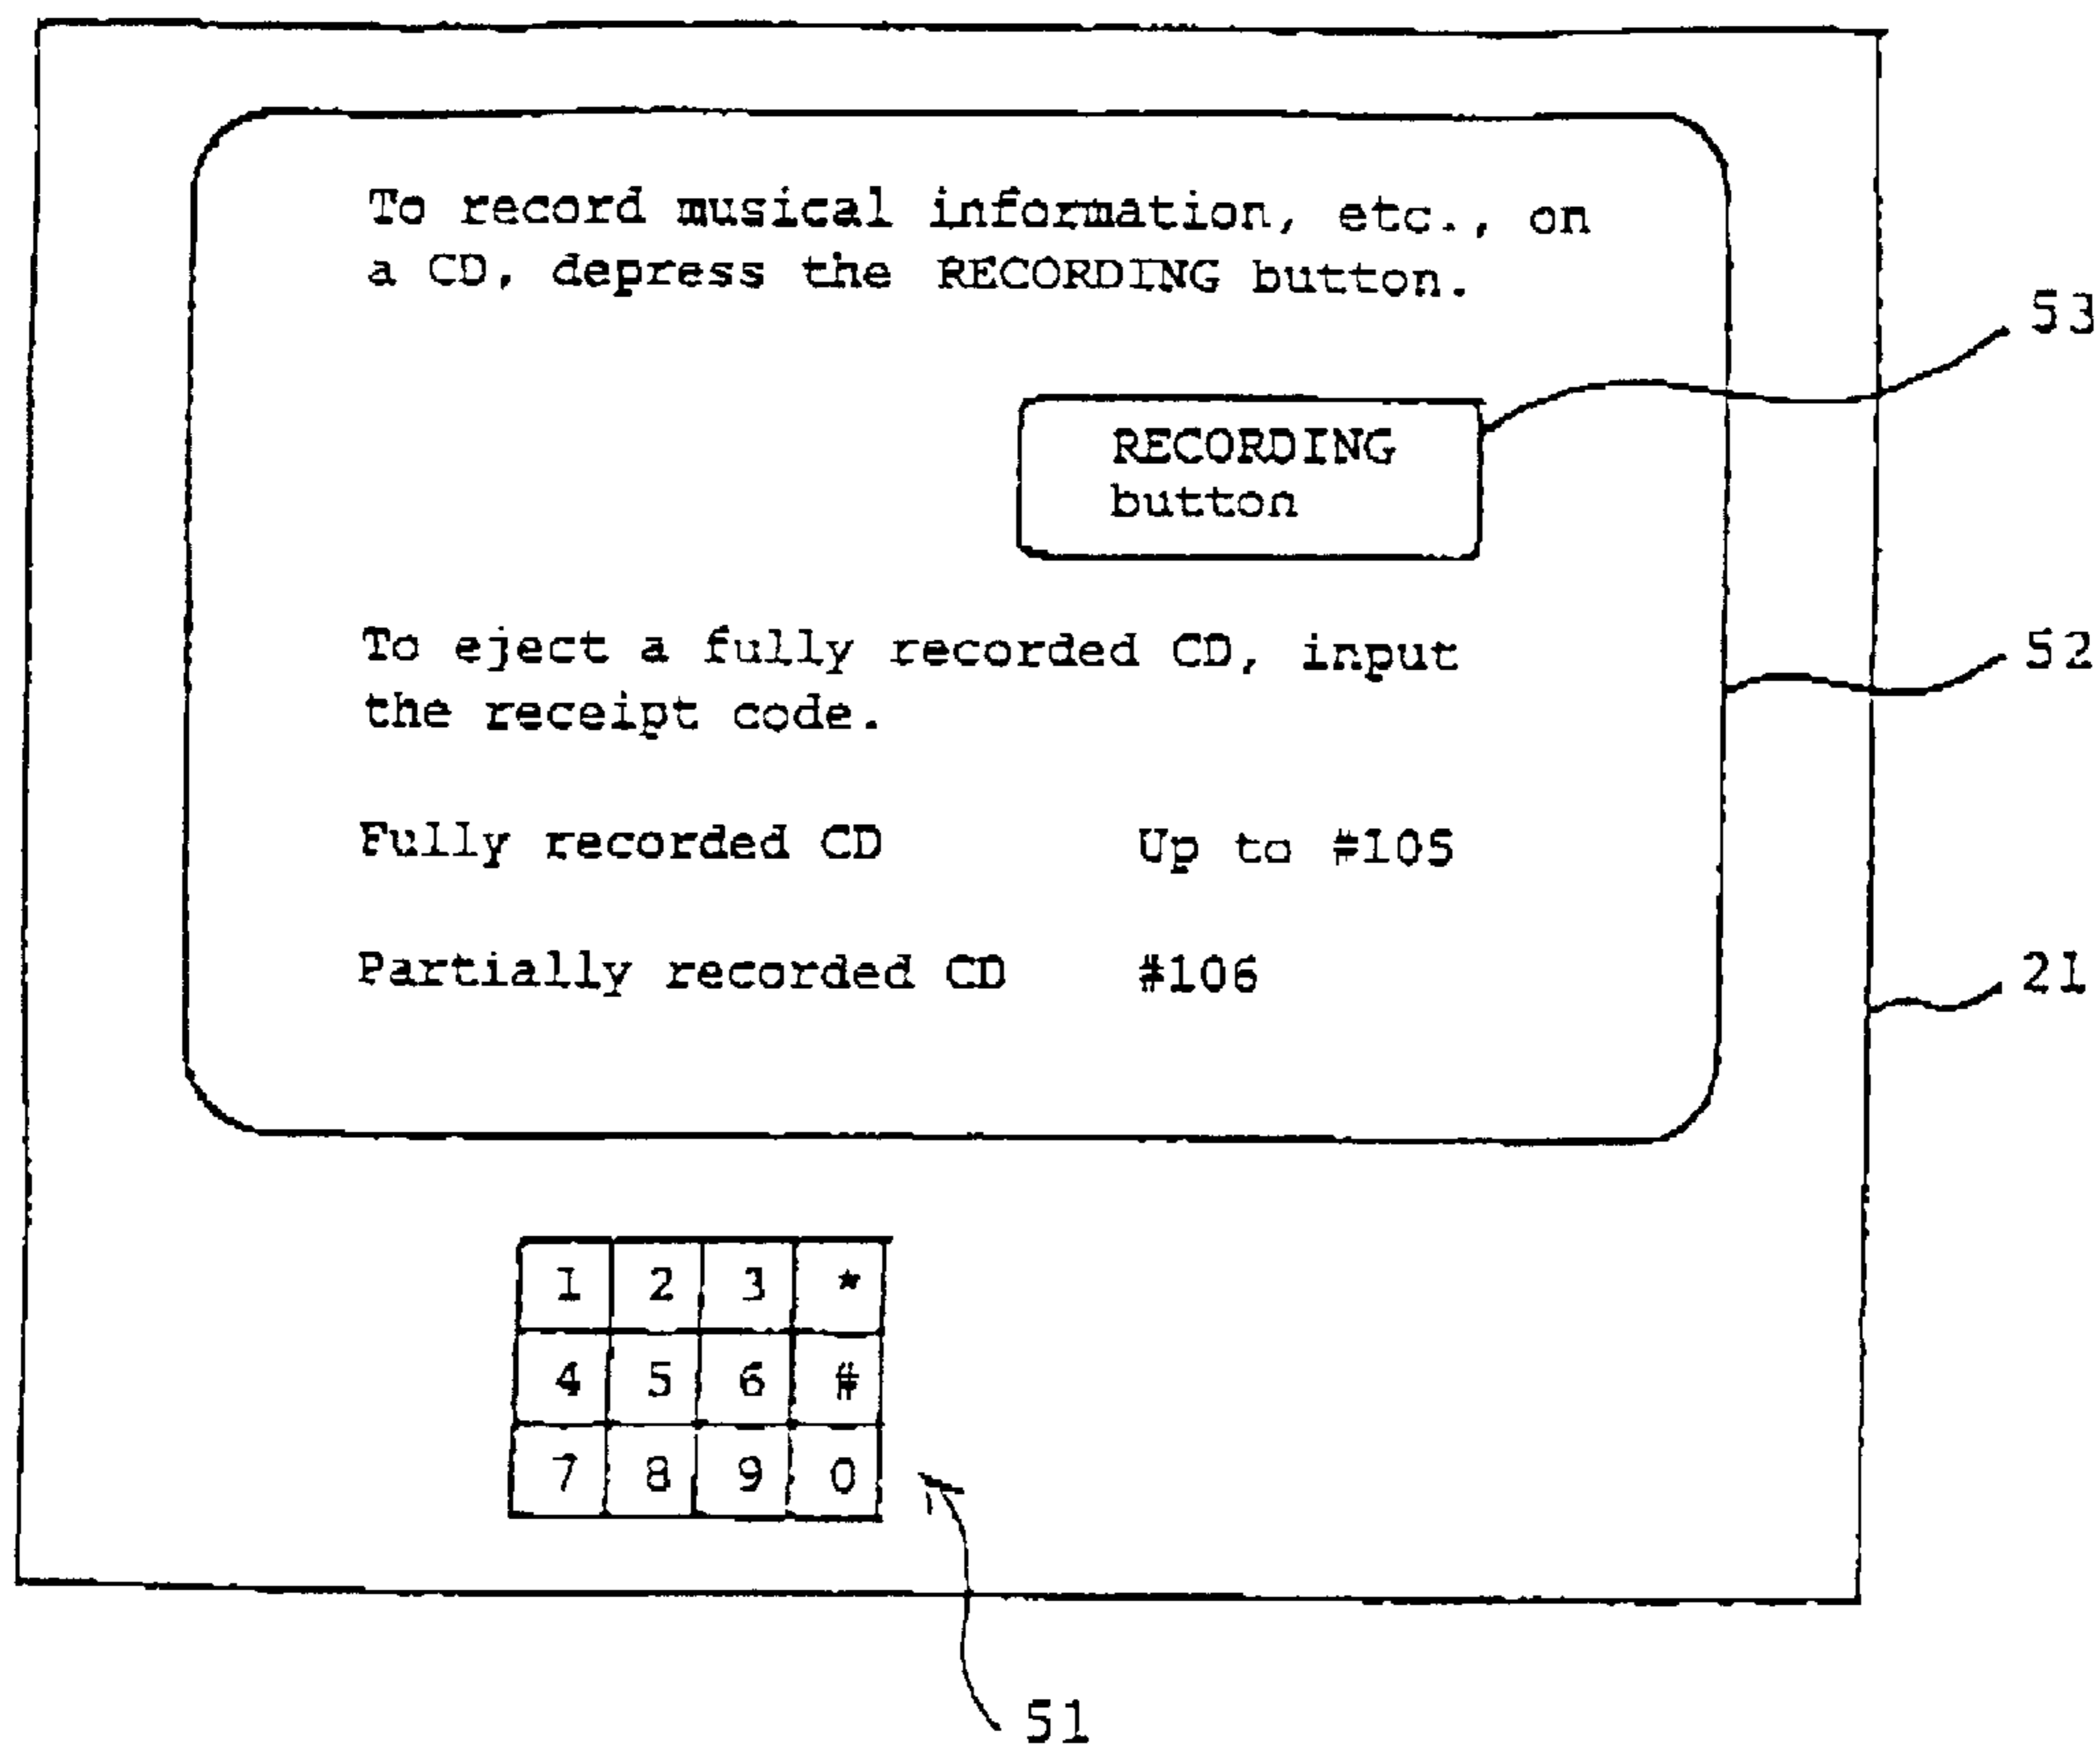 To record musical information, etc., on
a CD, depress the RECORDING button.
53
RECORDING
button
To eject a fully recorded CD, input
the receipt code.
52
Fully recorded CD Up to #105
Partially recorded CD #106
21
1 2 3 *
4 5 6 #
7 8 9 0
51